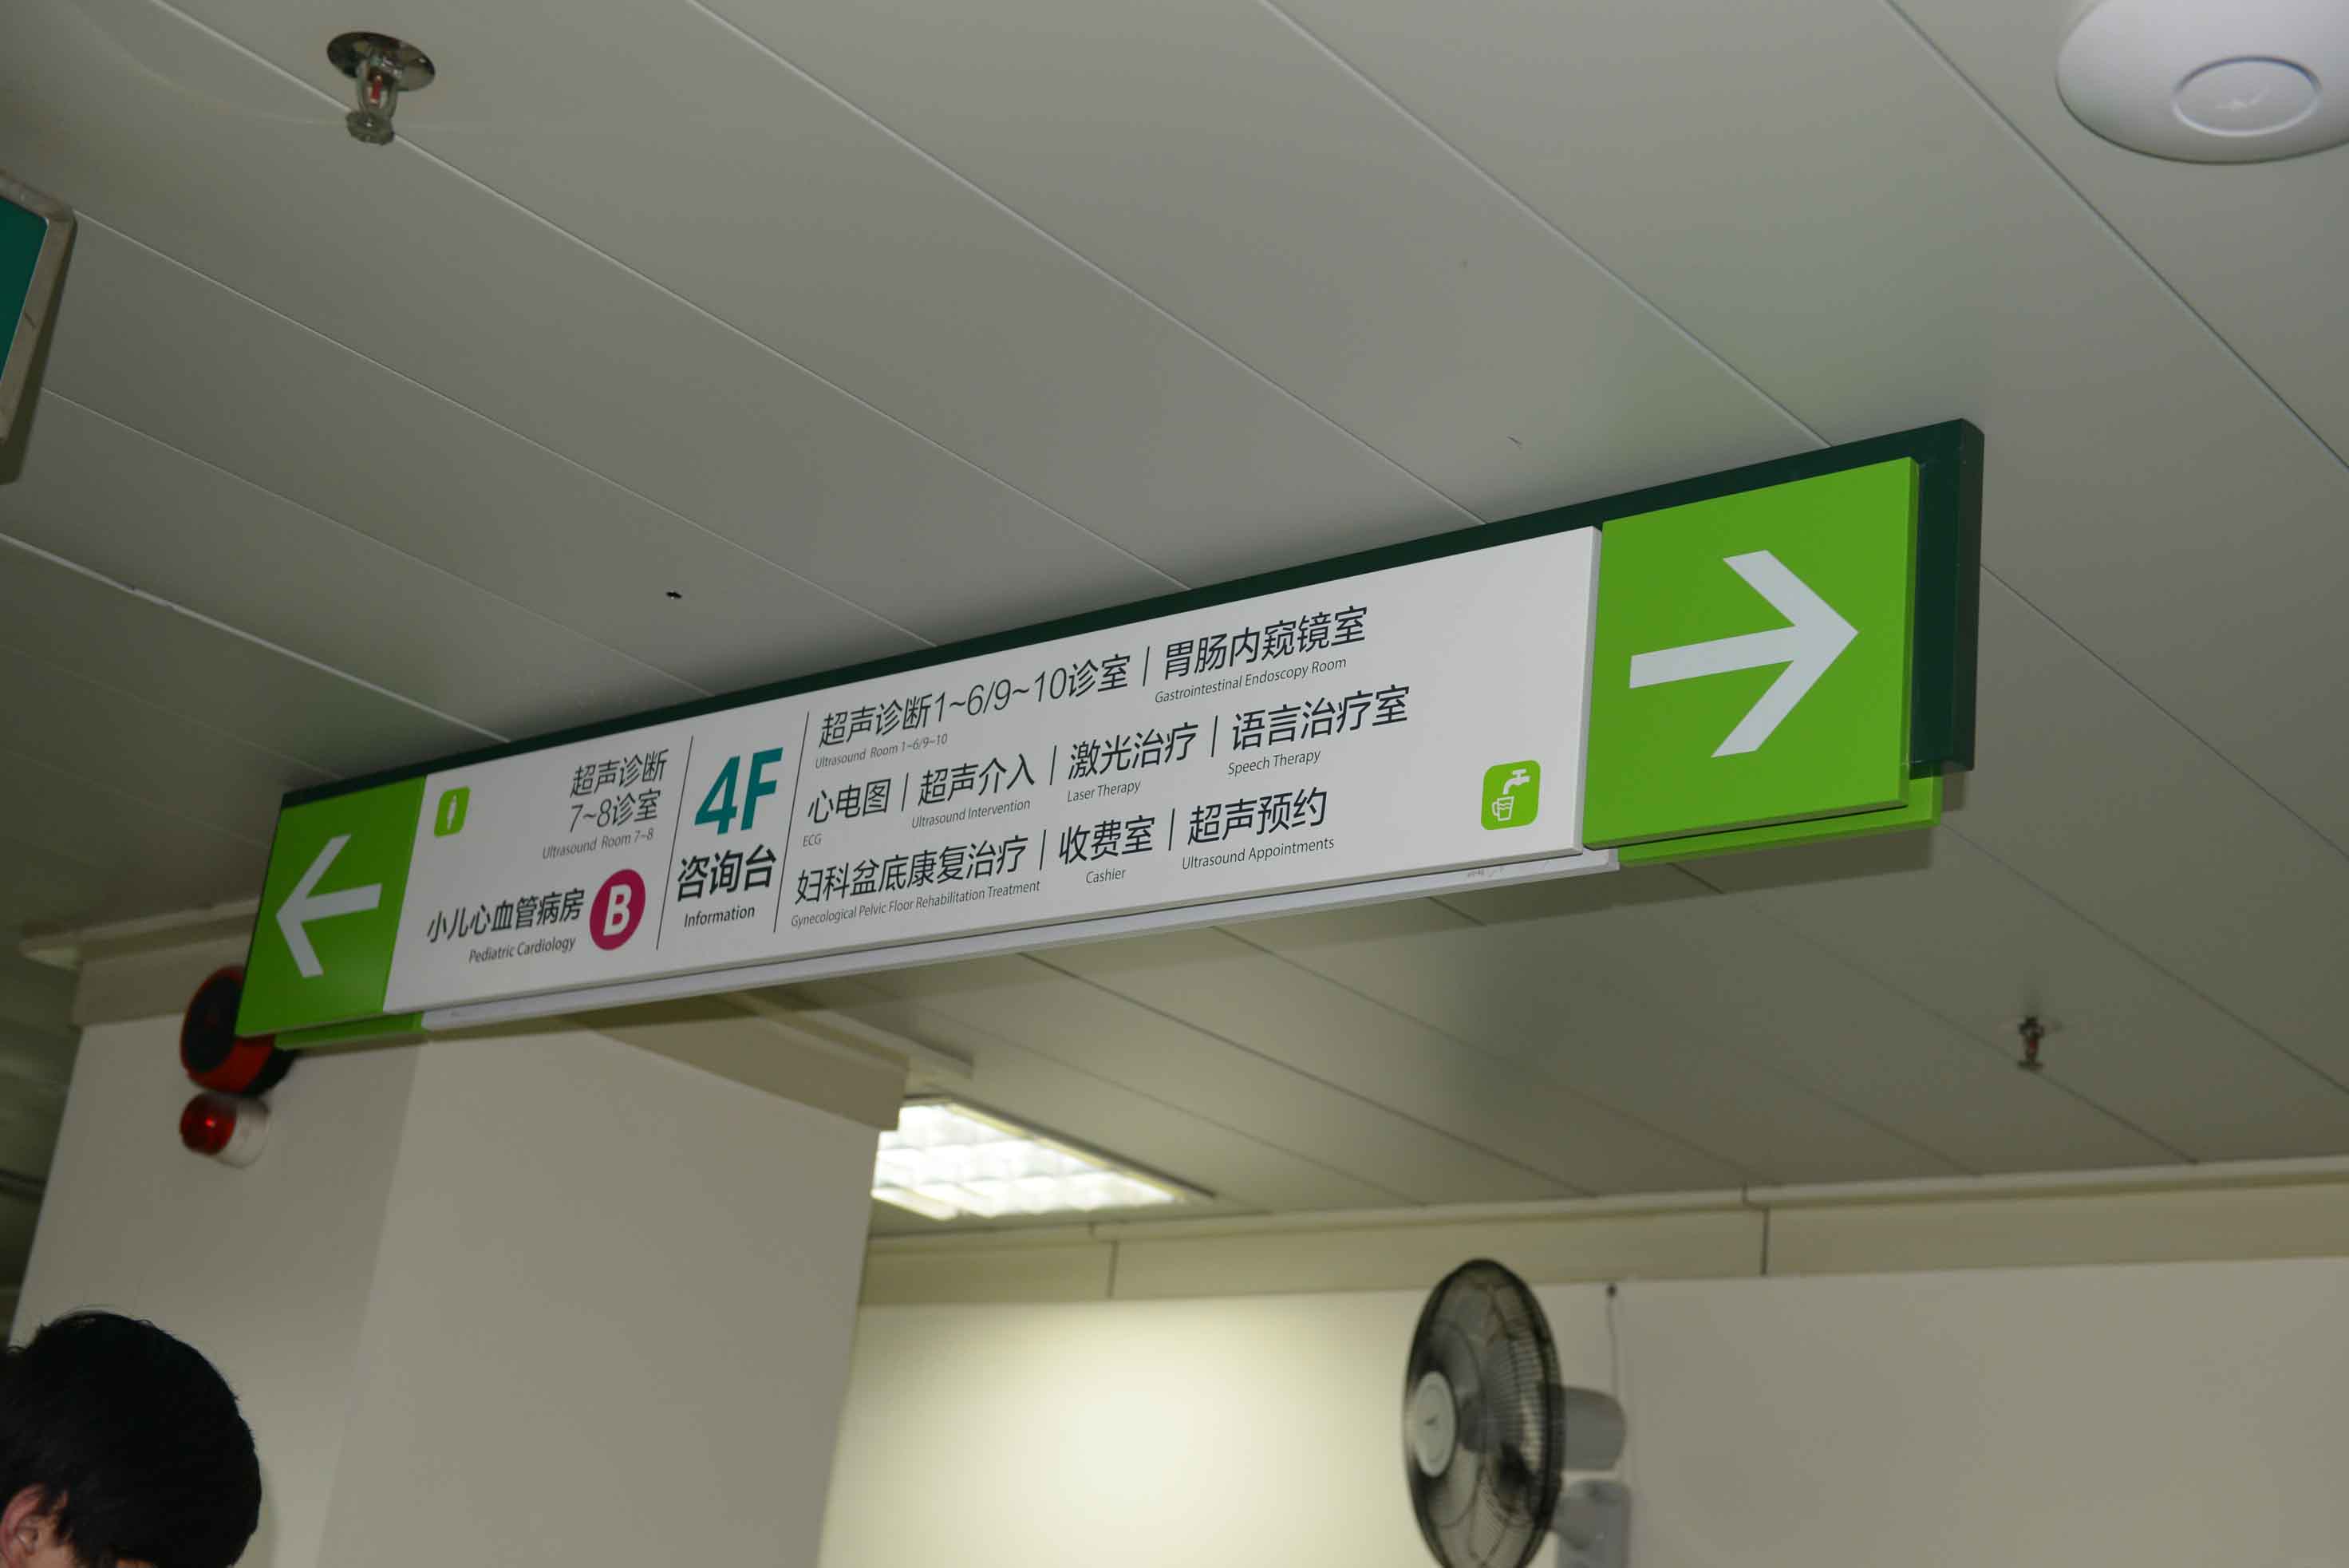 超声诊断
7~8诊室
Ultrasound Room 7~8
小儿心血管病房 B
Pediatric Cardiology
4F
咨询台
Information
超声诊断1~6/9~10诊室 | 胃肠内窥镜室
Ultrasound Room 1~6/9~10 Gastrointestinal Endoscopy Room
心电图 | 超声介入 | 激光治疗 | 语言治疗室
ECG Ultrasound Intervention Laser Therapy Speech Therapy
妇科盆底康复治疗 | 收费室 | 超声预约
Gynecological Pelvic Floor Rehabilitation Treatment Cashier Ultrasound Appointments